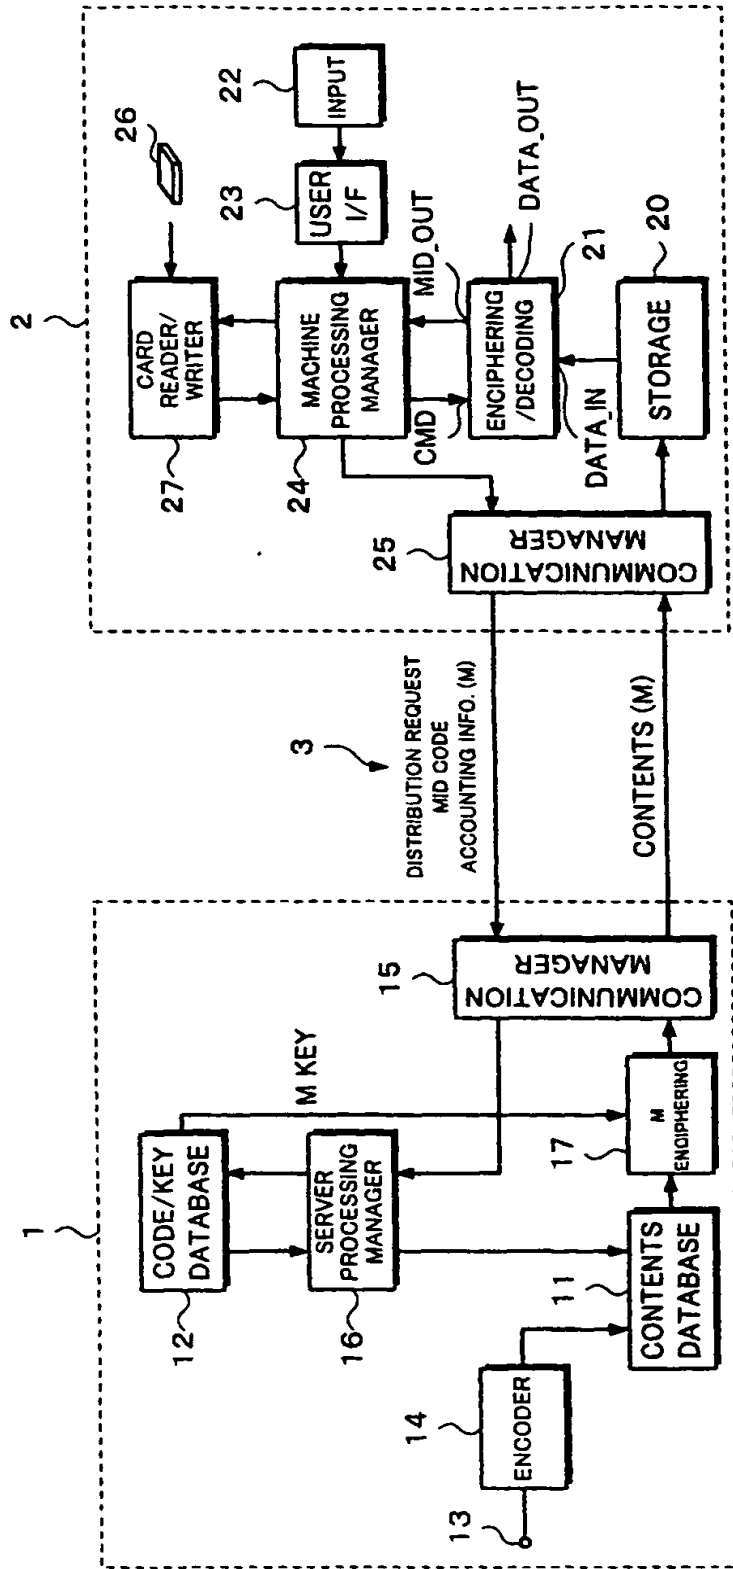 1
CODE/KEY
DATABASE
12
M KEY
SERVER
PROCESSING
MANAGER
16
13
14
ENCODER
11
CONTENTS
DATABASE
17
M
ENCIPHERING
15
COMMUNICATION
MANAGER
3
DISTRIBUTION REQUEST
MID CODE
ACCOUNTING INFO. (M)
CONTENTS (M)
2
CARD
READER/
WRITER
27
26
MACHINE
PROCESSING
MANAGER
24
USER
I/F
23
INPUT
22
25
COMMUNICATION
MANAGER
CMD
MID_OUT
ENCIPHERING
/DECODING
21
DATA_OUT
DATA_IN
STORAGE
20